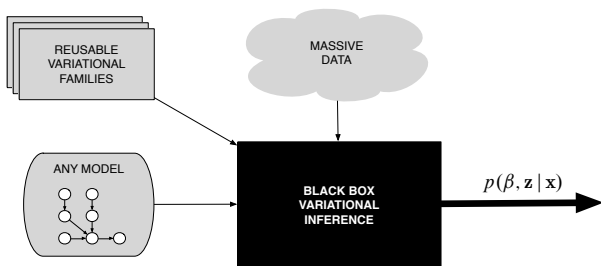 REUSABLE
VARIATIONAL
FAMILIES
MASSIVE
DATA
ANY MODEL
BLACK BOX
VARIATIONAL
INFERENCE
p(β, z | x)